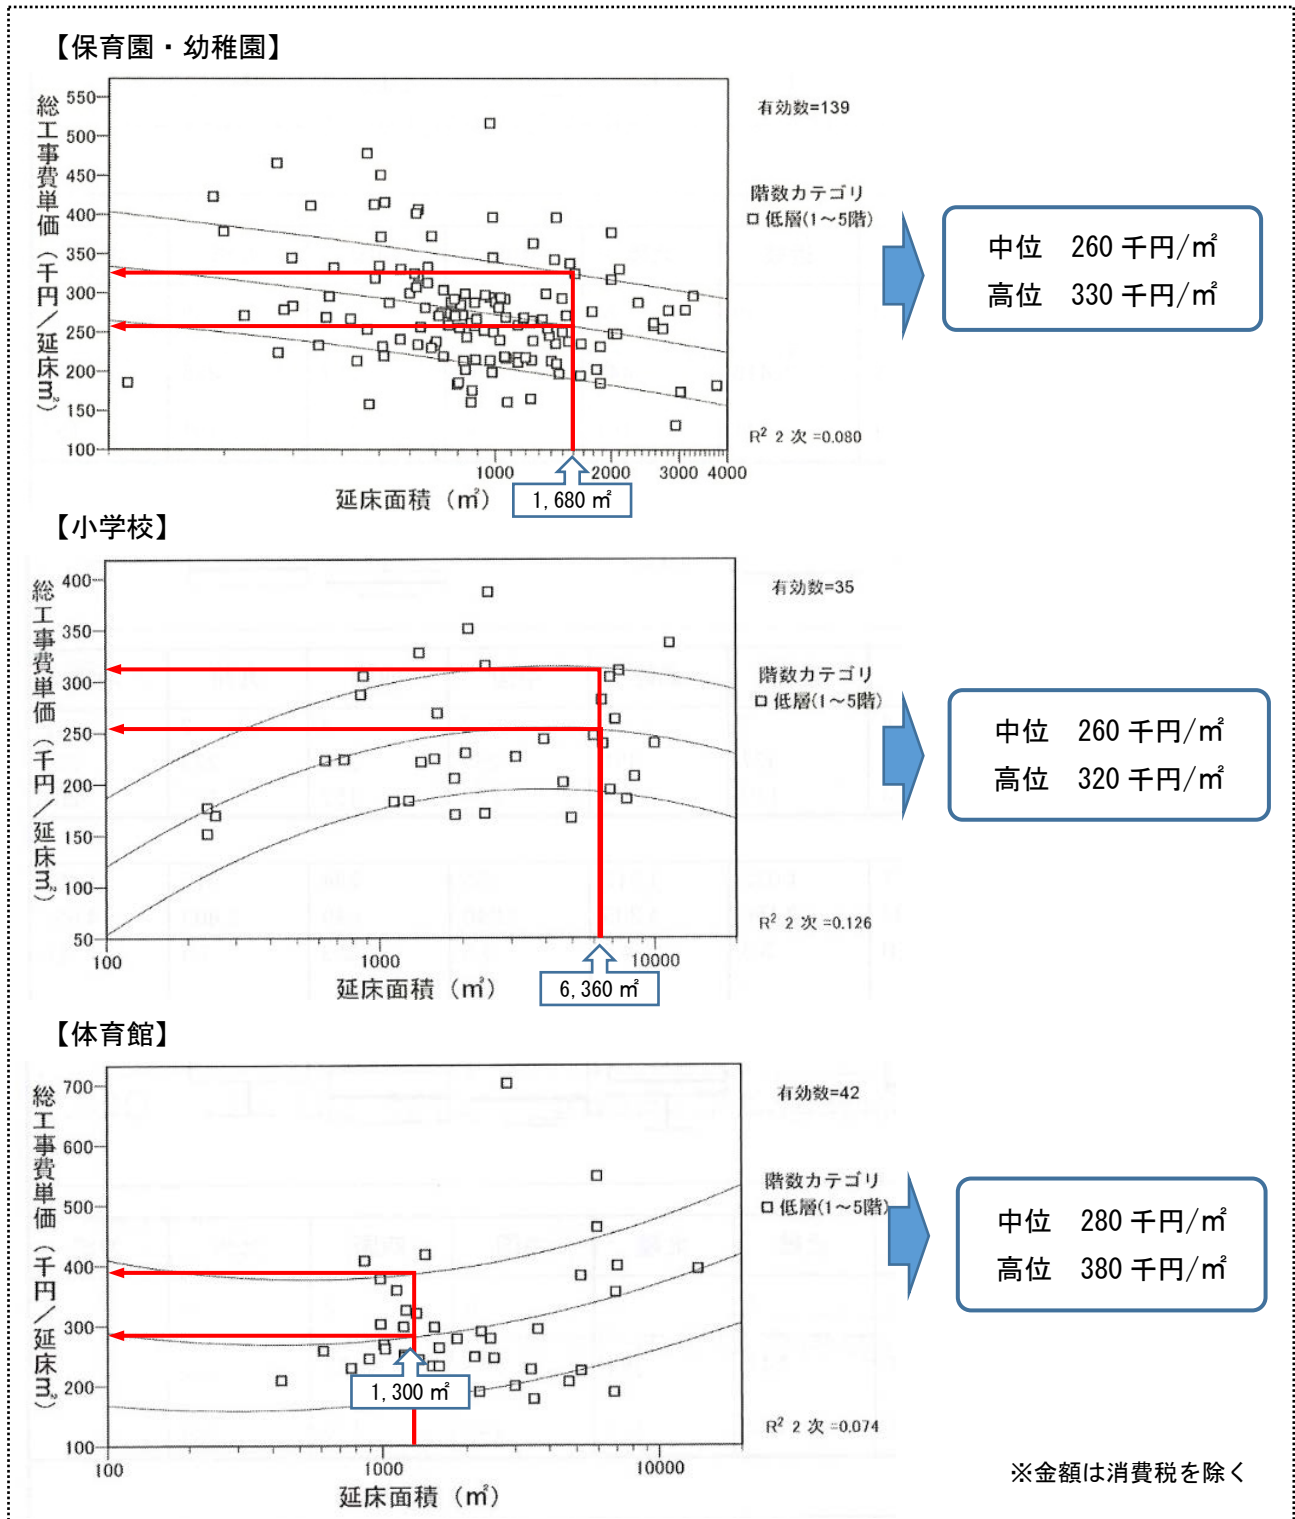 【保育園・幼稚園】
総工事費単価（千円／延床㎡）
550
500
450
400
350
300
250
200
150
100
1000
2000
3000
4000
延床面積（㎡）
1,680 ㎡
有効数=139
階数カテゴリ
低層(1～5階)
R² 2 次 =0.080
中位　260 千円/㎡
高位　330 千円/㎡
【小学校】
総工事費単価（千円／延床㎡）
400
350
300
250
200
150
100
50
100
1000
10000
延床面積（㎡）
6,360 ㎡
有効数=35
階数カテゴリ
低層(1～5階)
R² 2 次 =0.126
中位　260 千円/㎡
高位　320 千円/㎡
【体育館】
総工事費単価（千円／延床㎡）
700
600
500
400
300
200
100
100
1000
10000
延床面積（㎡）
1,300 ㎡
有効数=42
階数カテゴリ
低層(1～5階)
R² 2 次 =0.074
中位　280 千円/㎡
高位　380 千円/㎡
※金額は消費税を除く